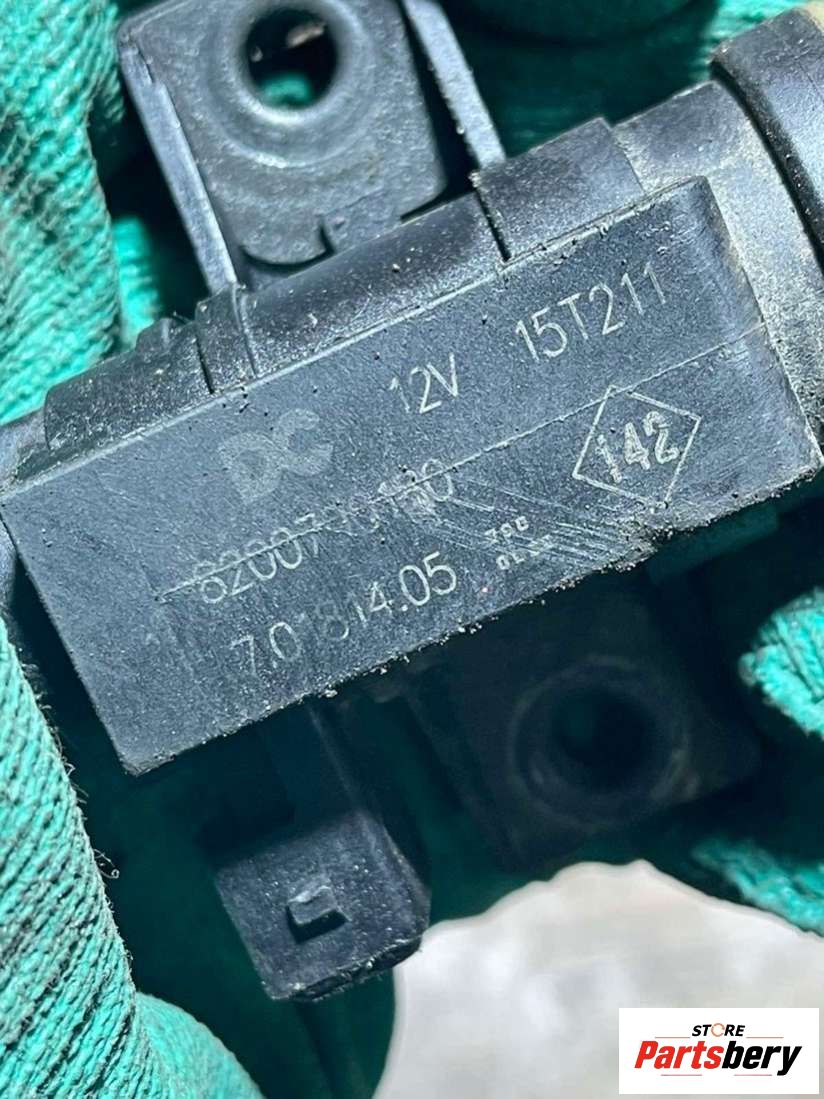 12V 15T211
DC
142
7.01814.05
STORE
Partsbery